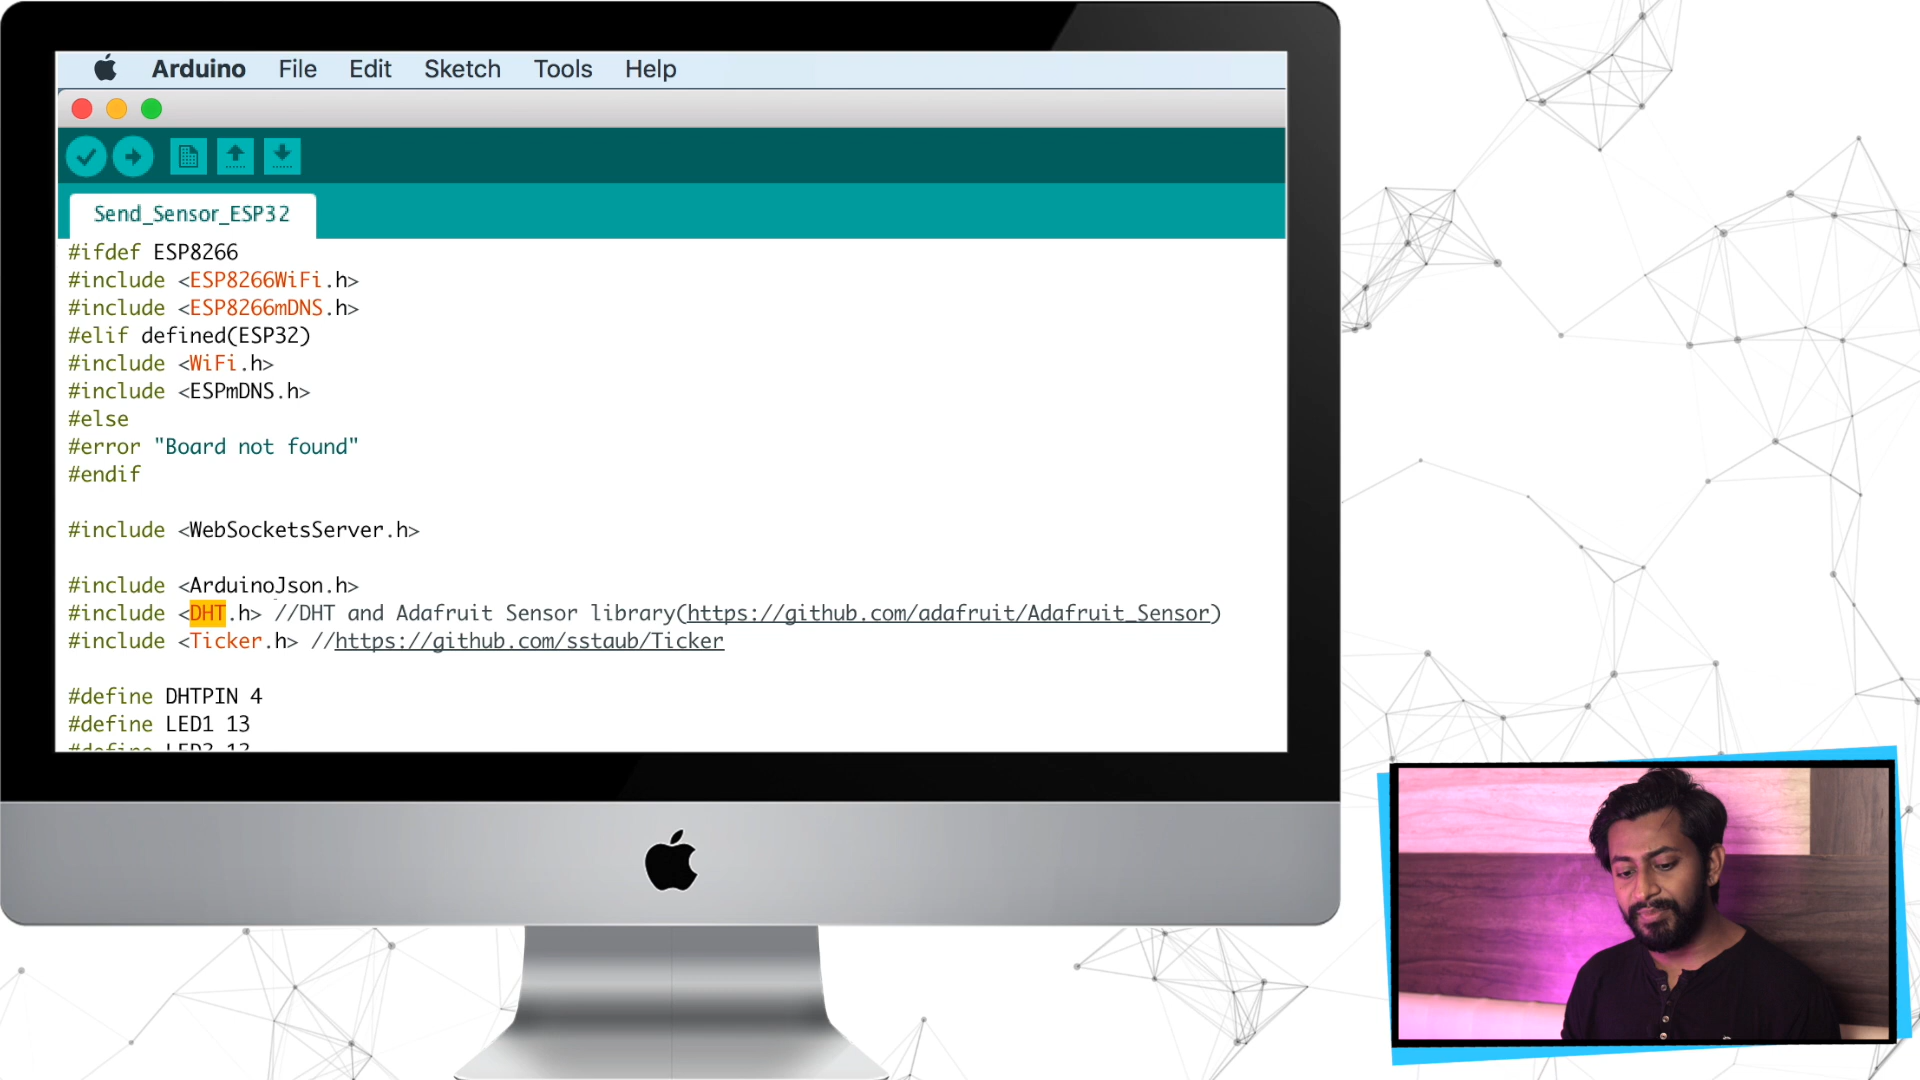 Arduino File Edit Sketch Tools Help
Send_Sensor_ESP32
#ifdef ESP8266
#include <ESP8266WiFi.h>
#include <ESP8266mDNS.h>
#elif defined(ESP32)
#include <WiFi.h>
#include <ESPmDNS.h>
#else
#error "Board not found"
#endif
#include <WebSocketsServer.h>
#include <ArduinoJson.h>
#include <DHT.h> //DHT and Adafruit Sensor library(https://github.com/adafruit/Adafruit_Sensor)
#include <Ticker.h> //https://github.com/sstaub/Ticker
#define DHTPIN 4
#define LED1 13